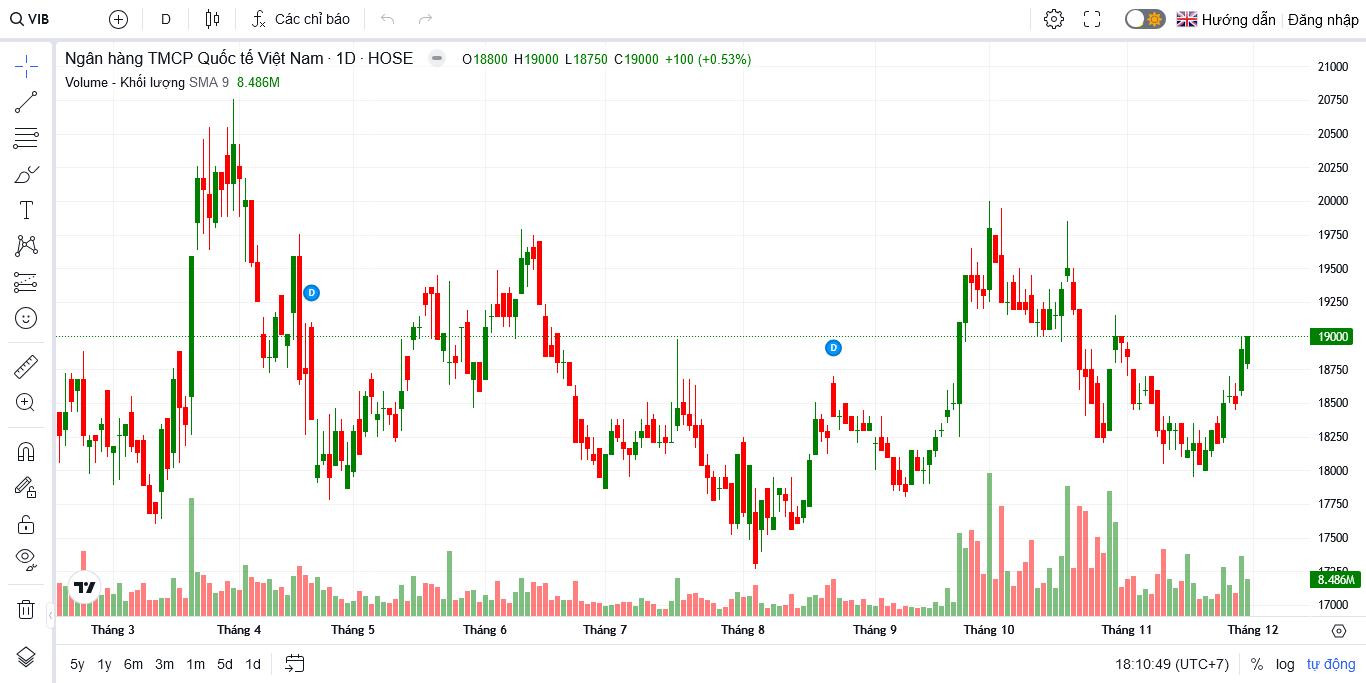 VIB D Các chỉ báo Hướng dẫn Đăng nhập
Ngân hàng TMCP Quốc tế Việt Nam · 1D · HOSE O18800 H19000 L18750 C19000 +100 (+0.53%)
Volume - Khối lượng SMA 9 8.486M
21000
20750
20500
20250
20000
19750
19500
19250
19000
18750
18500
18250
18000
17750
17500
17250
8.486M
17000
D
D
Tháng 3 Tháng 4 Tháng 5 Tháng 6 Tháng 7 Tháng 8 Tháng 9 Tháng 10 Tháng 11 Tháng 12
5y 1y 6m 3m 1m 5d 1d 18:10:49 (UTC+7) % log tự động